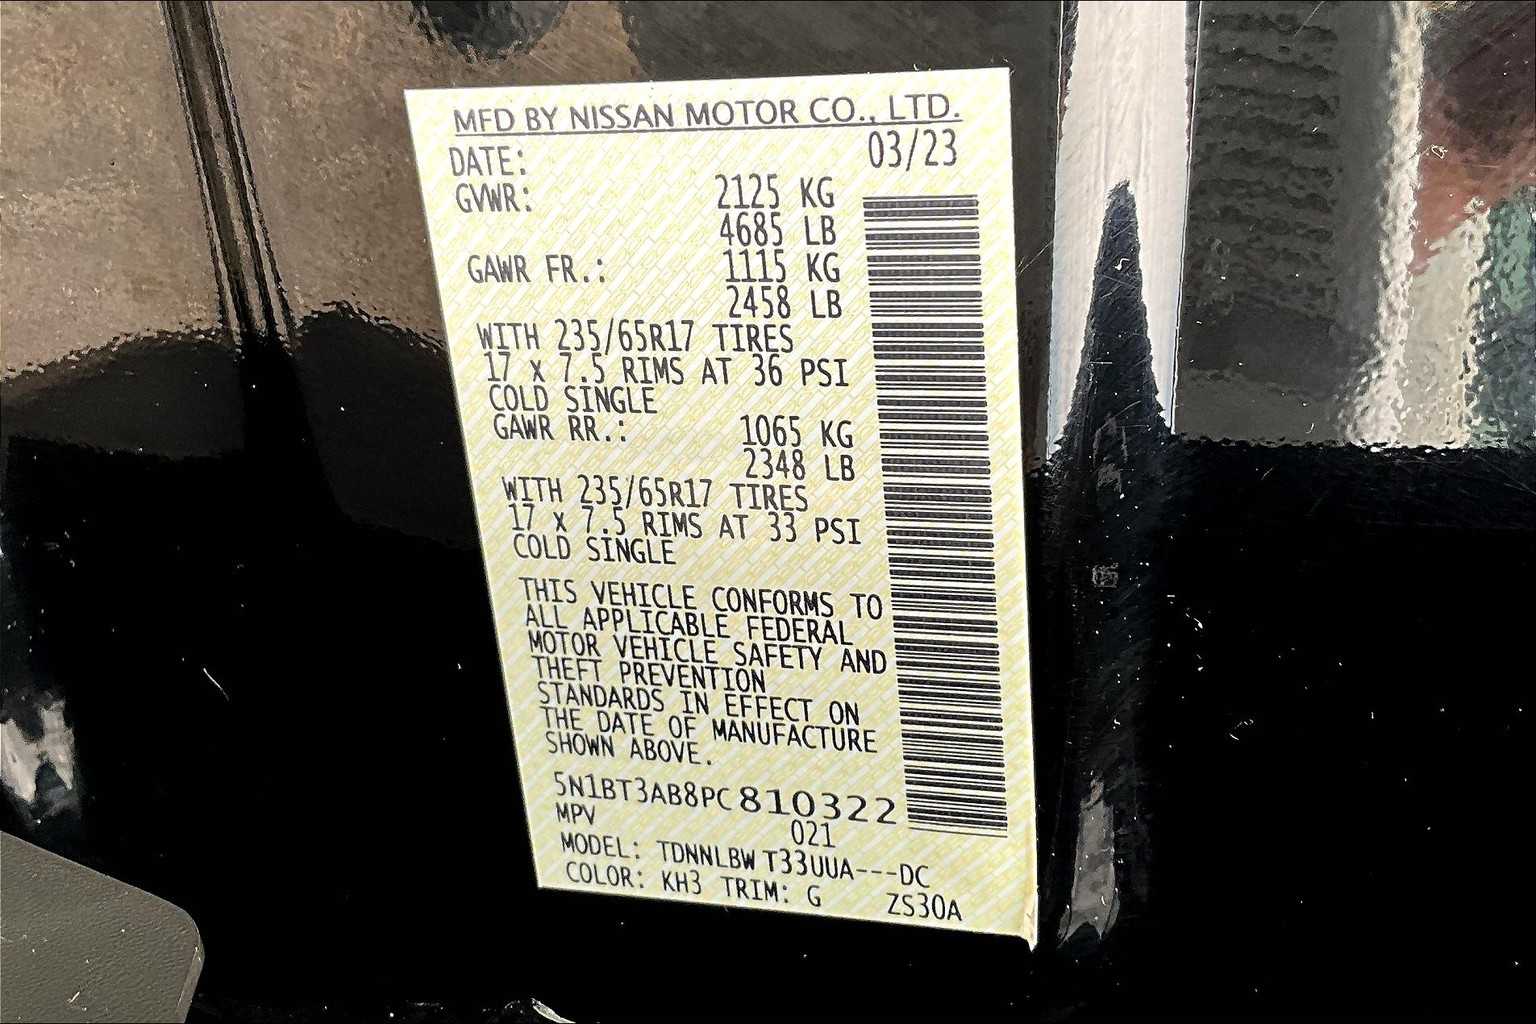 MFD BY NISSAN MOTOR CO., LTD.
DATE: 03/23
GVWR: 2125 KG
4685 LB
GAWR FR.: 1115 KG
2458 LB
WITH 235/65R17 TIRES
17 x 7.5 RIMS AT 36 PSI
COLD SINGLE
GAWR RR.: 1065 KG
2348 LB
WITH 235/65R17 TIRES
17 x 7.5 RIMS AT 33 PSI
COLD SINGLE
THIS VEHICLE CONFORMS TO
ALL APPLICABLE FEDERAL
MOTOR VEHICLE SAFETY AND
THEFT PREVENTION
STANDARDS IN EFFECT ON
THE DATE OF MANUFACTURE
SHOWN ABOVE.
5N1BT3AB8PC810322
MPV 021
MODEL: TDNNLBW T33UUA---DC
COLOR: KH3 TRIM: G ZS30A